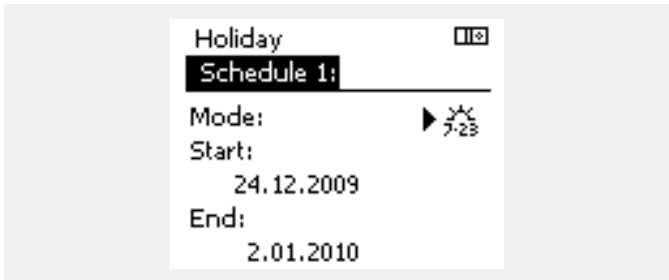 Holiday
Schedule 1:
Mode:
7-23
Start:
24.12.2009
End:
2.01.2010